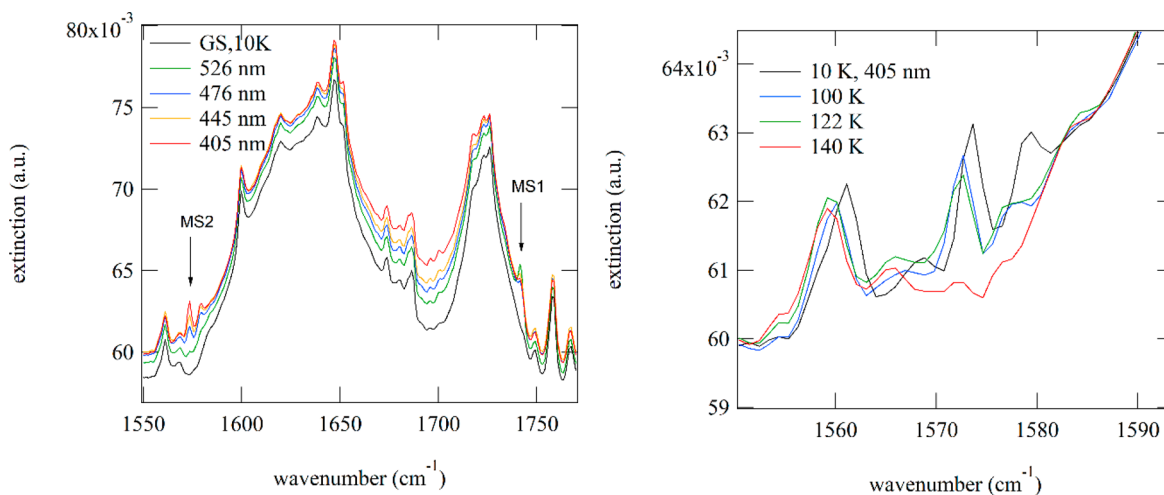 80x10-3
75
70
65
60
extinction (a.u.)
GS,10K
526 nm
476 nm
445 nm
405 nm
MS2
MS1
1550
1600
1650
1700
1750
wavenumber (cm-1)
64x10-3
63
62
61
60
59
extinction (a.u.)
10 K, 405 nm
100 K
122 K
140 K
1560
1570
1580
1590
wavenumber (cm-1)